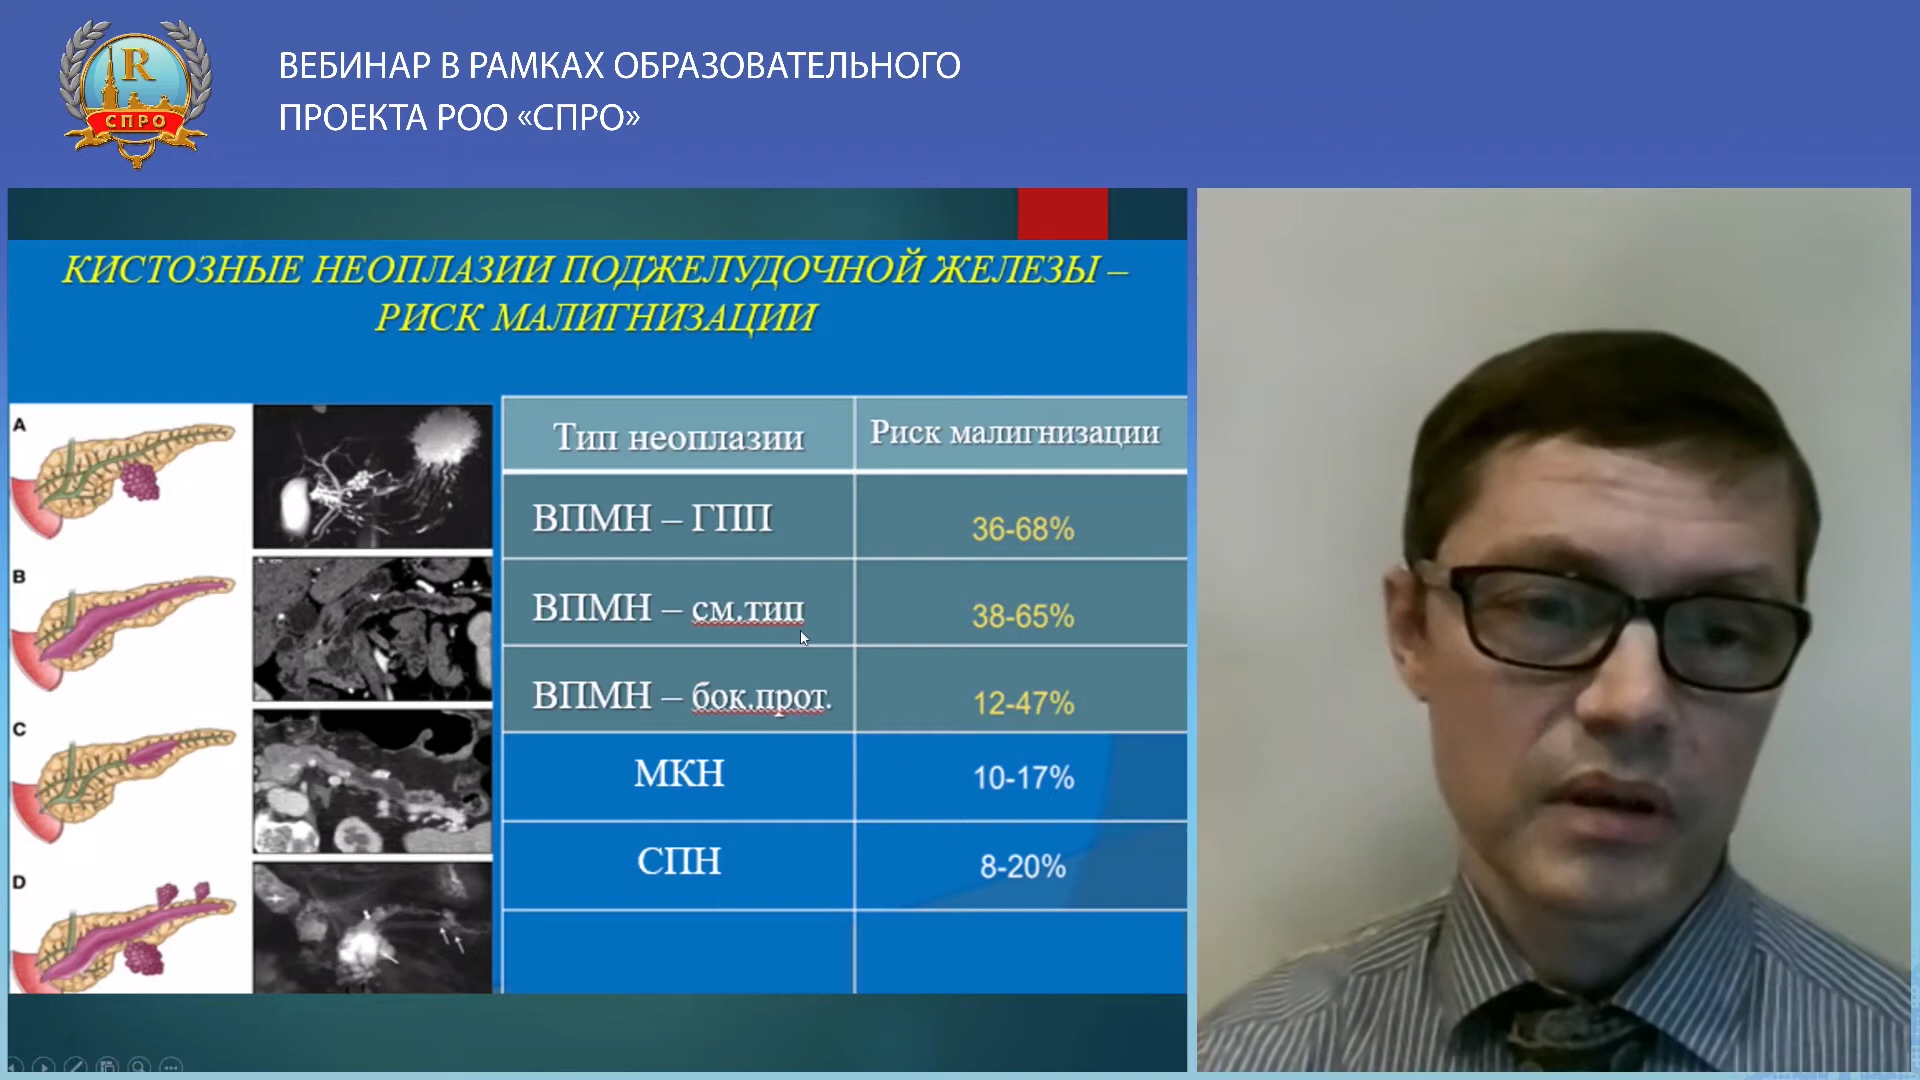 R
СПРО
ВЕБИНАР В РАМКАХ ОБРАЗОВАТЕЛЬНОГО
ПРОЕКТА РОО «СПРО»
КИСТОЗНЫЕ НЕОПЛАЗИИ ПОДЖЕЛУДОЧНОЙ ЖЕЛЕЗЫ –
РИСК МАЛИГНИЗАЦИИ
A
B
C
D
Тип неоплазии Риск малигнизации
ВПМН – ГПП 36-68%
ВПМН – см.тип 38-65%
ВПМН – бок.прот. 12-47%
МКН 10-17%
СПН 8-20%